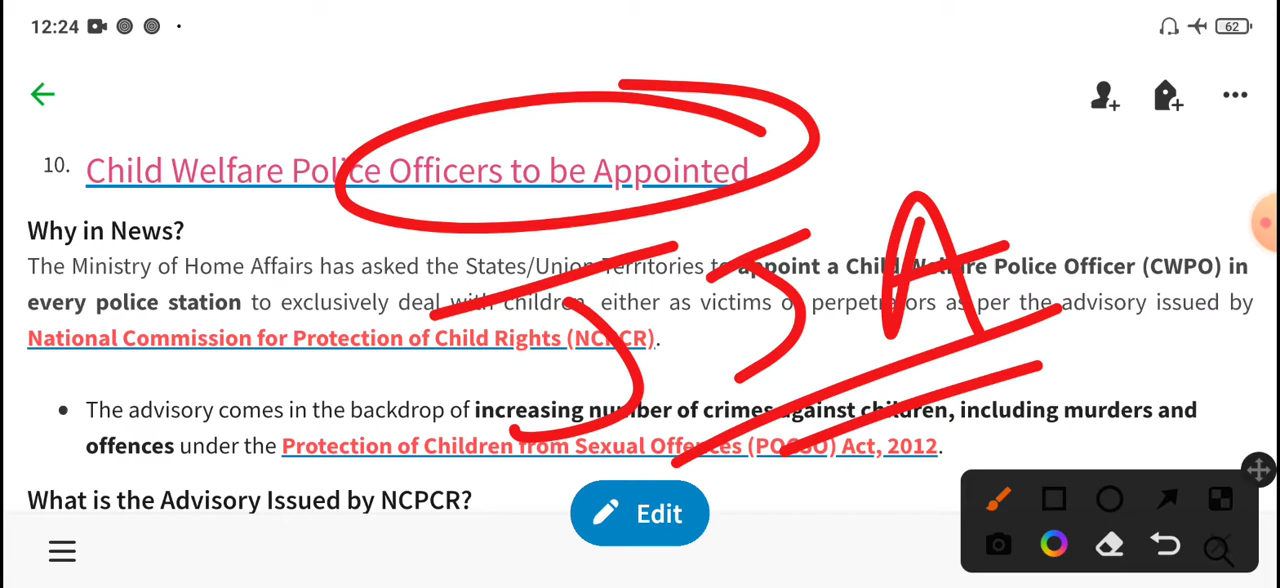 12:24 62
10. Child Welfare Police Officers to be Appointed
Why in News?
The Ministry of Home Affairs has asked the States/Union Territories to appoint a Child Welfare Police Officer (CWPO) in
every police station to exclusively deal with children, either as victims or perpetrators as per the advisory issued by
National Commission for Protection of Child Rights (NCPCR).
JJA
• The advisory comes in the backdrop of increasing number of crimes against children, including murders and
offences under the Protection of Children from Sexual Offences (POCSO) Act, 2012.
What is the Advisory Issued by NCPCR?
Edit